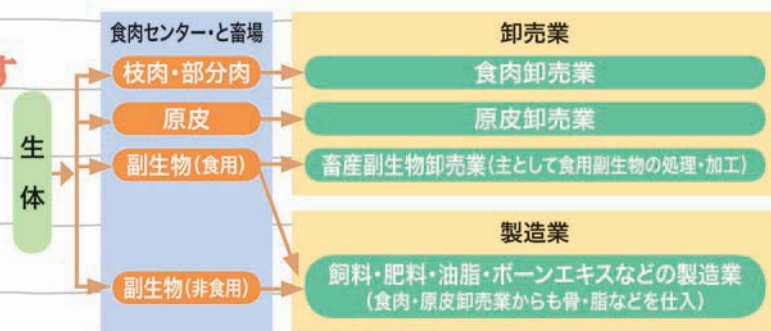 す
生体
食肉センター・と畜場
枝肉・部分肉
原皮
副生物(食用)
副生物(非食用)
卸売業
食肉卸売業
原皮卸売業
畜産副生物卸売業(主として食用副生物の処理・加工)
製造業
飼料・肥料・油脂・ボーンエキスなどの製造業
(食肉・原皮卸売業からも骨・脂などを仕入)